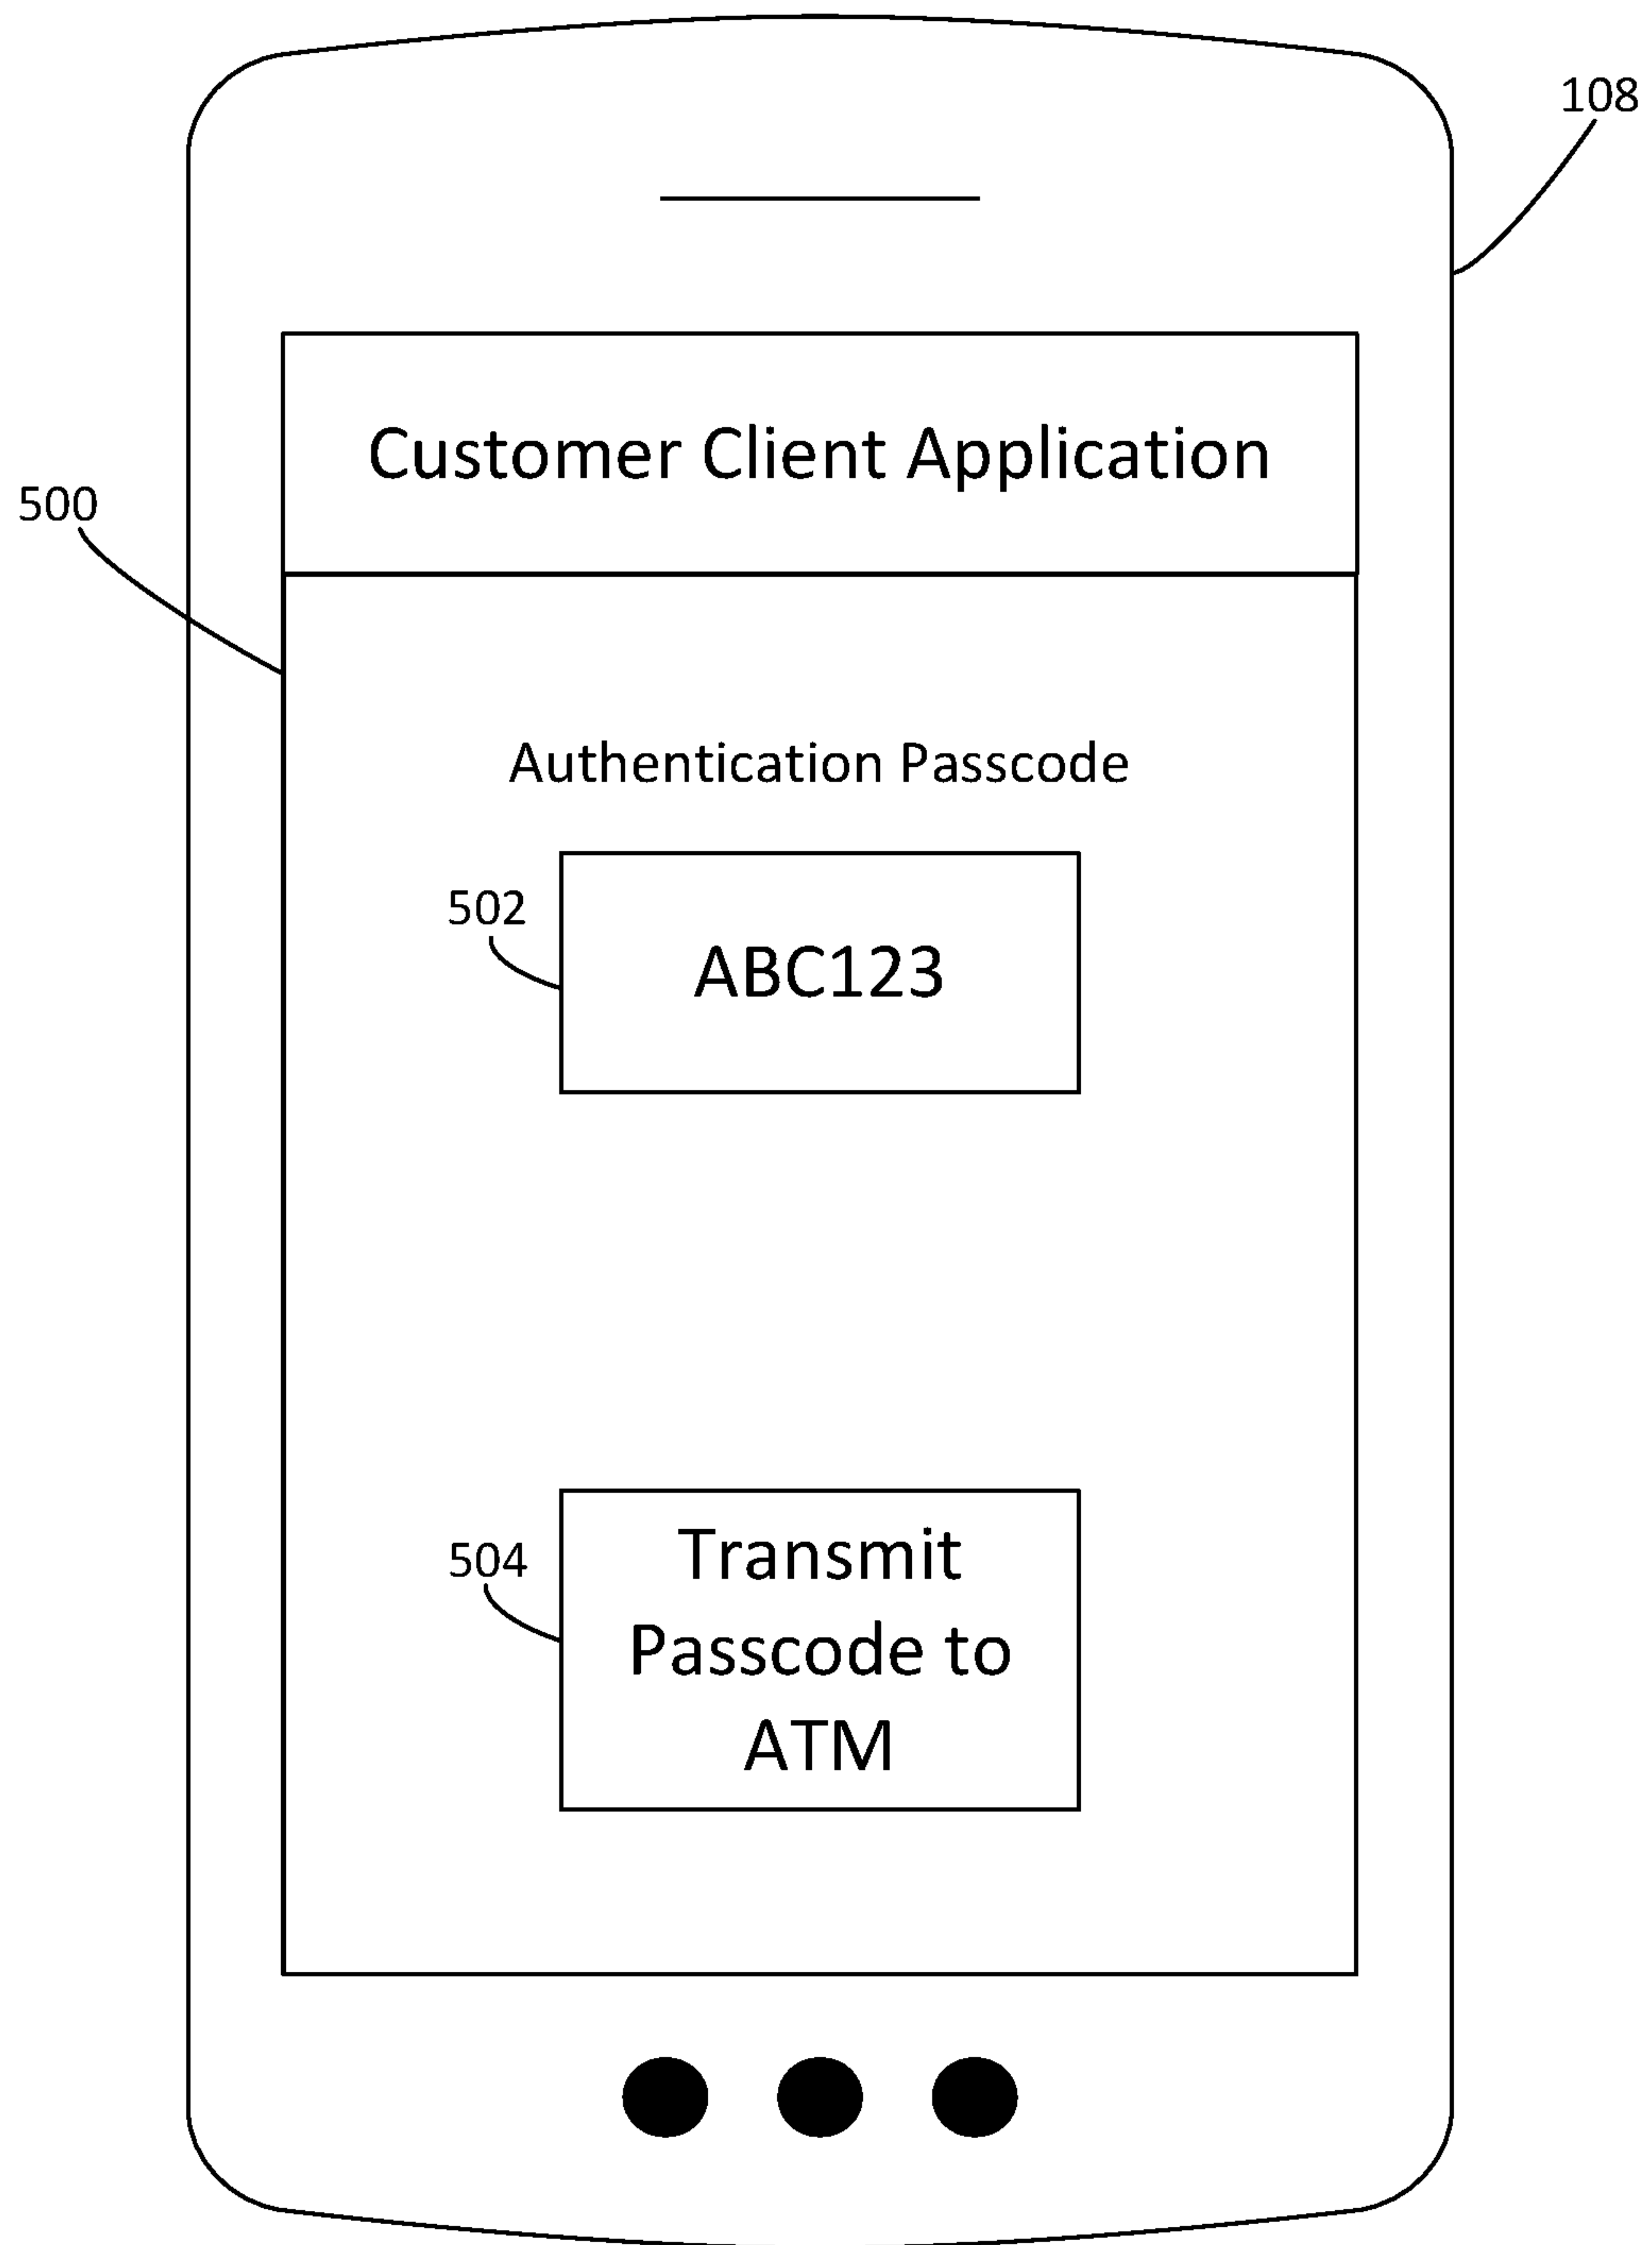 108
Customer Client Application
500
Authentication Passcode
502
ABC123
504
Transmit
Passcode to
ATM